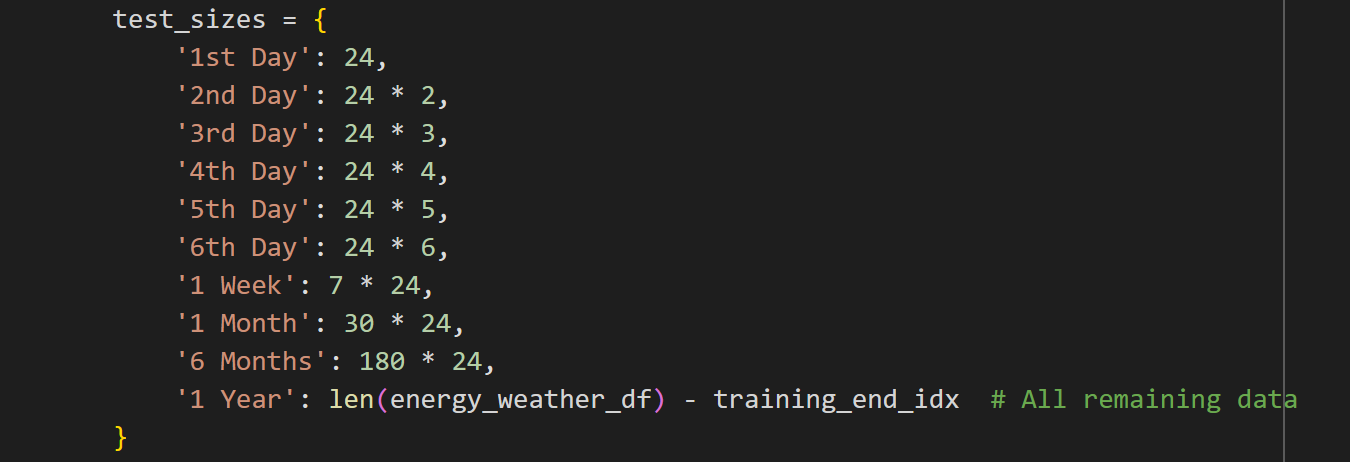 test_sizes = {
    '1st Day': 24,
    '2nd Day': 24 * 2,
    '3rd Day': 24 * 3,
    '4th Day': 24 * 4,
    '5th Day': 24 * 5,
    '6th Day': 24 * 6,
    '1 Week': 7 * 24,
    '1 Month': 30 * 24,
    '6 Months': 180 * 24,
    '1 Year': len(energy_weather_df) - training_end_idx  # All remaining data
}